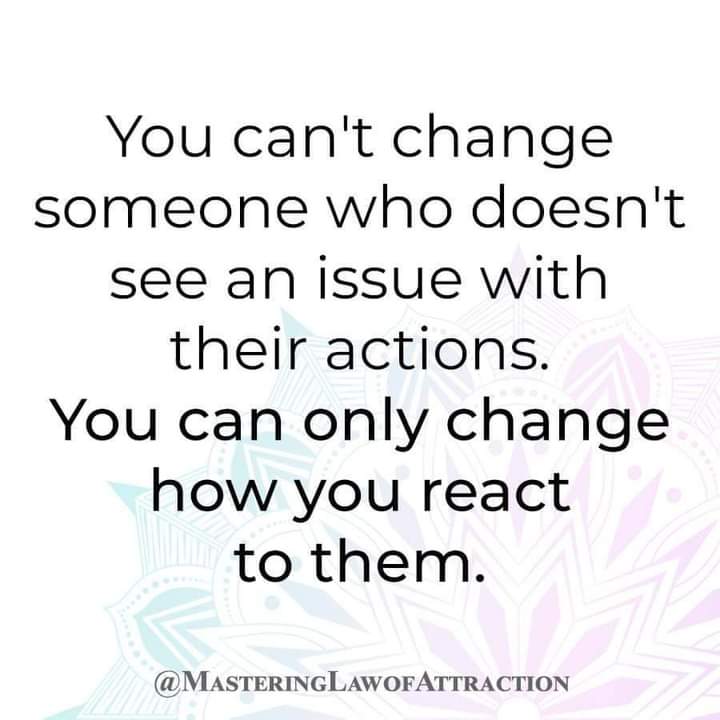 You can't change
someone who doesn't
see an issue with
their actions.
You can only change
how you react
to them.
@MasteringLawofAttraction